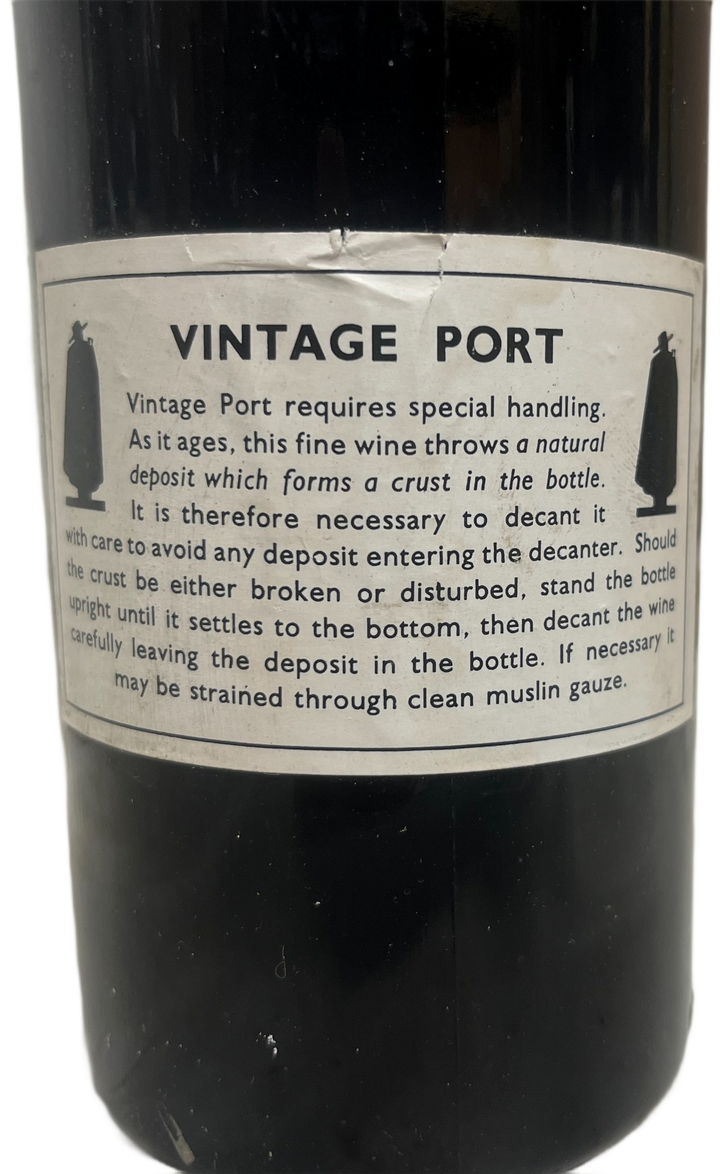 VINTAGE PORT
Vintage Port requires special handling.
As it ages, this fine wine throws a natural
deposit which forms a crust in the bottle.
It is therefore necessary to decant it
with care to avoid any deposit entering the decanter. Should
the crust be either broken or disturbed, stand the bottle
upright until it settles to the bottom, then decant the wine
carefully leaving the deposit in the bottle. If necessary it
may be strained through clean muslin gauze.